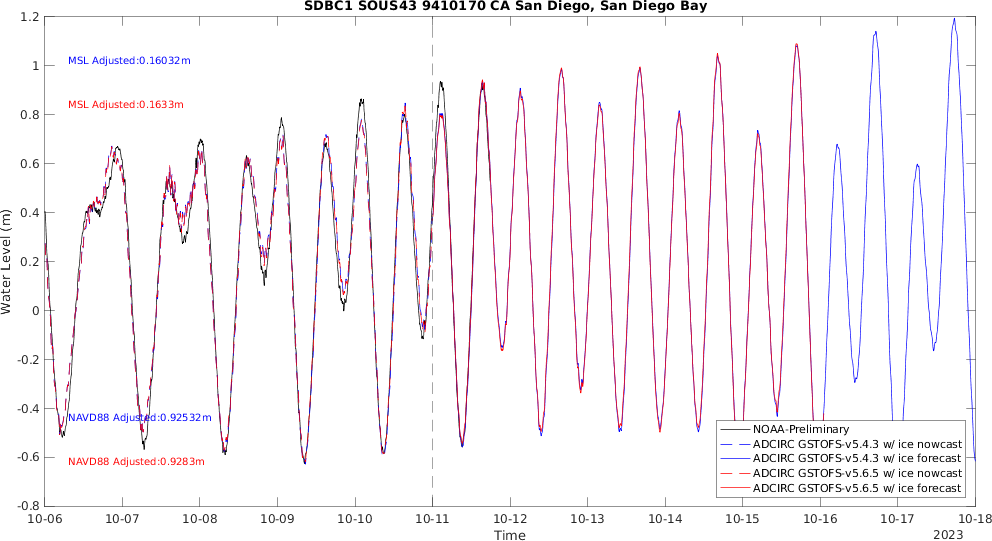 SDBC1 SOUS43 9410170 CA San Diego, San Diego Bay
1.2
1
0.8
0.6
0.4
0.2
0
-0.2
-0.4
-0.6
-0.8
Water Level (m)
MSL Adjusted:0.16032m
MSL Adjusted:0.1633m
NAVD88 Adjusted:0.92532m
NAVD88 Adjusted:0.9283m
NOAA-Preliminary
ADCIRC GSTOFS-v5.4.3 w/ ice nowcast
ADCIRC GSTOFS-v5.4.3 w/ ice forecast
ADCIRC GSTOFS-v5.6.5 w/ ice nowcast
ADCIRC GSTOFS-v5.6.5 w/ ice forecast
10-06 10-07 10-08 10-09 10-10 10-11 10-12 10-13 10-14 10-15 10-16 10-17 10-18
Time
2023